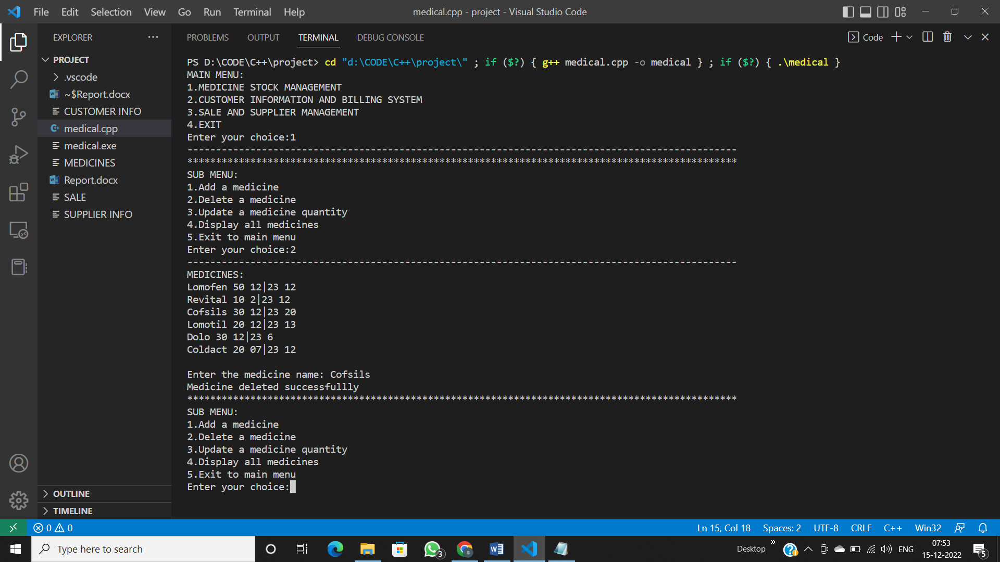 File Edit Selection View Go Run Terminal Help medical.cpp - project - Visual Studio Code
EXPLORER
PROJECT
.vscode
~$Report.docx
CUSTOMER INFO
medical.cpp
medical.exe
MEDICINES
Report.docx
SALE
SUPPLIER INFO
OUTLINE
TIMELINE
PROBLEMS OUTPUT TERMINAL DEBUG CONSOLE Code
PS D:\CODE\C++\project> cd "d:\CODE\C++\project\" ; if ($?) { g++ medical.cpp -o medical } ; if ($?) { .\medical }
MAIN MENU:
1.MEDICINE STOCK MANAGEMENT
2.CUSTOMER INFORMATION AND BILLING SYSTEM
3.SALE AND SUPPLIER MANAGEMENT
4.EXIT
Enter your choice:1
------------------------------------------------------------------------------------------------
************************************************************************************************
SUB MENU:
1.Add a medicine
2.Delete a medicine
3.Update a medicine quantity
4.Display all medicines
5.Exit to main menu
Enter your choice:2
------------------------------------------------------------------------------------------------
MEDICINES:
Lomofen 50 12|23 12
Revital 10 2|23 12
Cofsils 30 12|23 20
Lomotil 20 12|23 13
Dolo 30 12|23 6
Coldact 20 07|23 12
Enter the medicine name: Cofsils
Medicine deleted successfullly
************************************************************************************************
SUB MENU:
1.Add a medicine
2.Delete a medicine
3.Update a medicine quantity
4.Display all medicines
5.Exit to main menu
Enter your choice:
0 0 Ln 15, Col 18 Spaces: 2 UTF-8 CRLF C++ Win32
Type here to search 3 Desktop ENG 07:53
15-12-2022 5